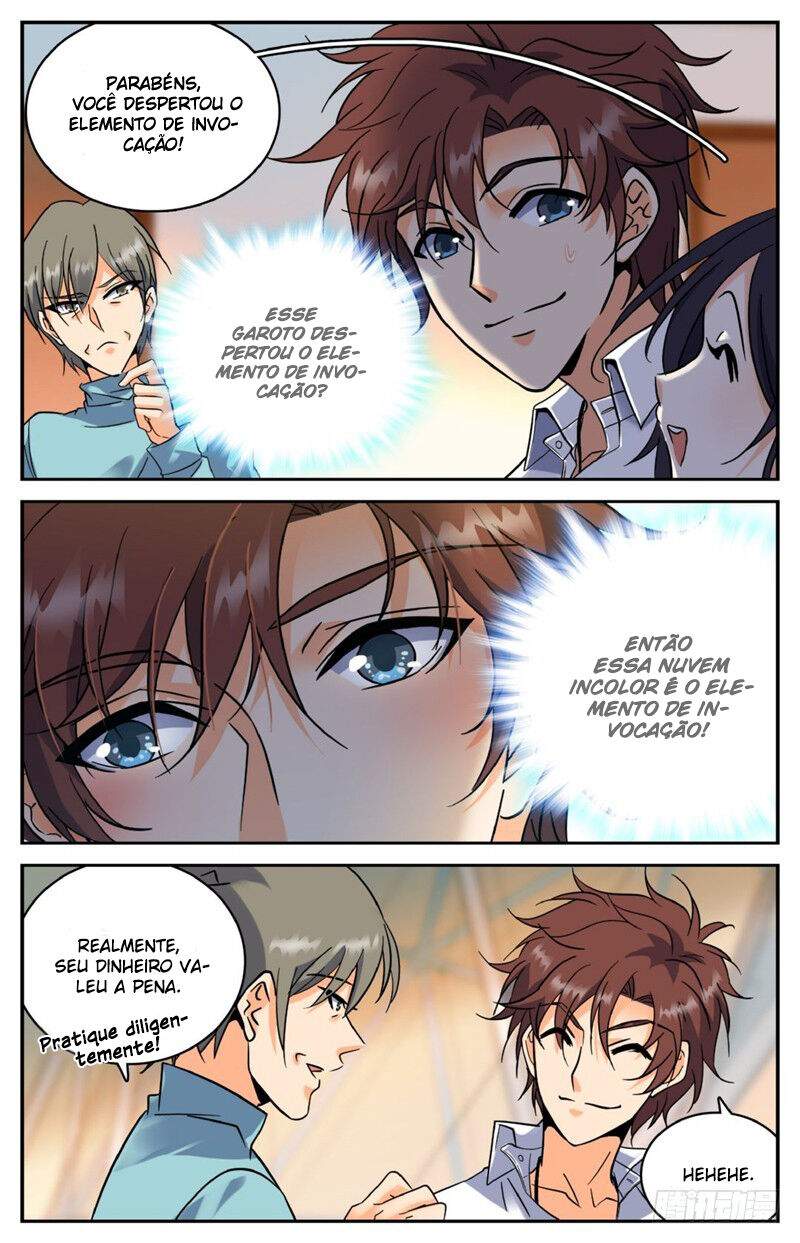 PARABÉNS,
VOCÊ DESPERTOU O
ELEMENTO DE INVO-
CAÇÃO!
ESSE
GAROTO DES-
PERTOU O ELE-
MENTO DE INVO-
CAÇÃO?
ENTÃO
ESSA NUVEM
INCOLOR É O ELE-
MENTO DE IN-
VOCAÇÃO!
REALMENTE,
SEU DINHEIRO VA-
LEU A PENA.
Pratique diligen-
temente!
HEHEHE.